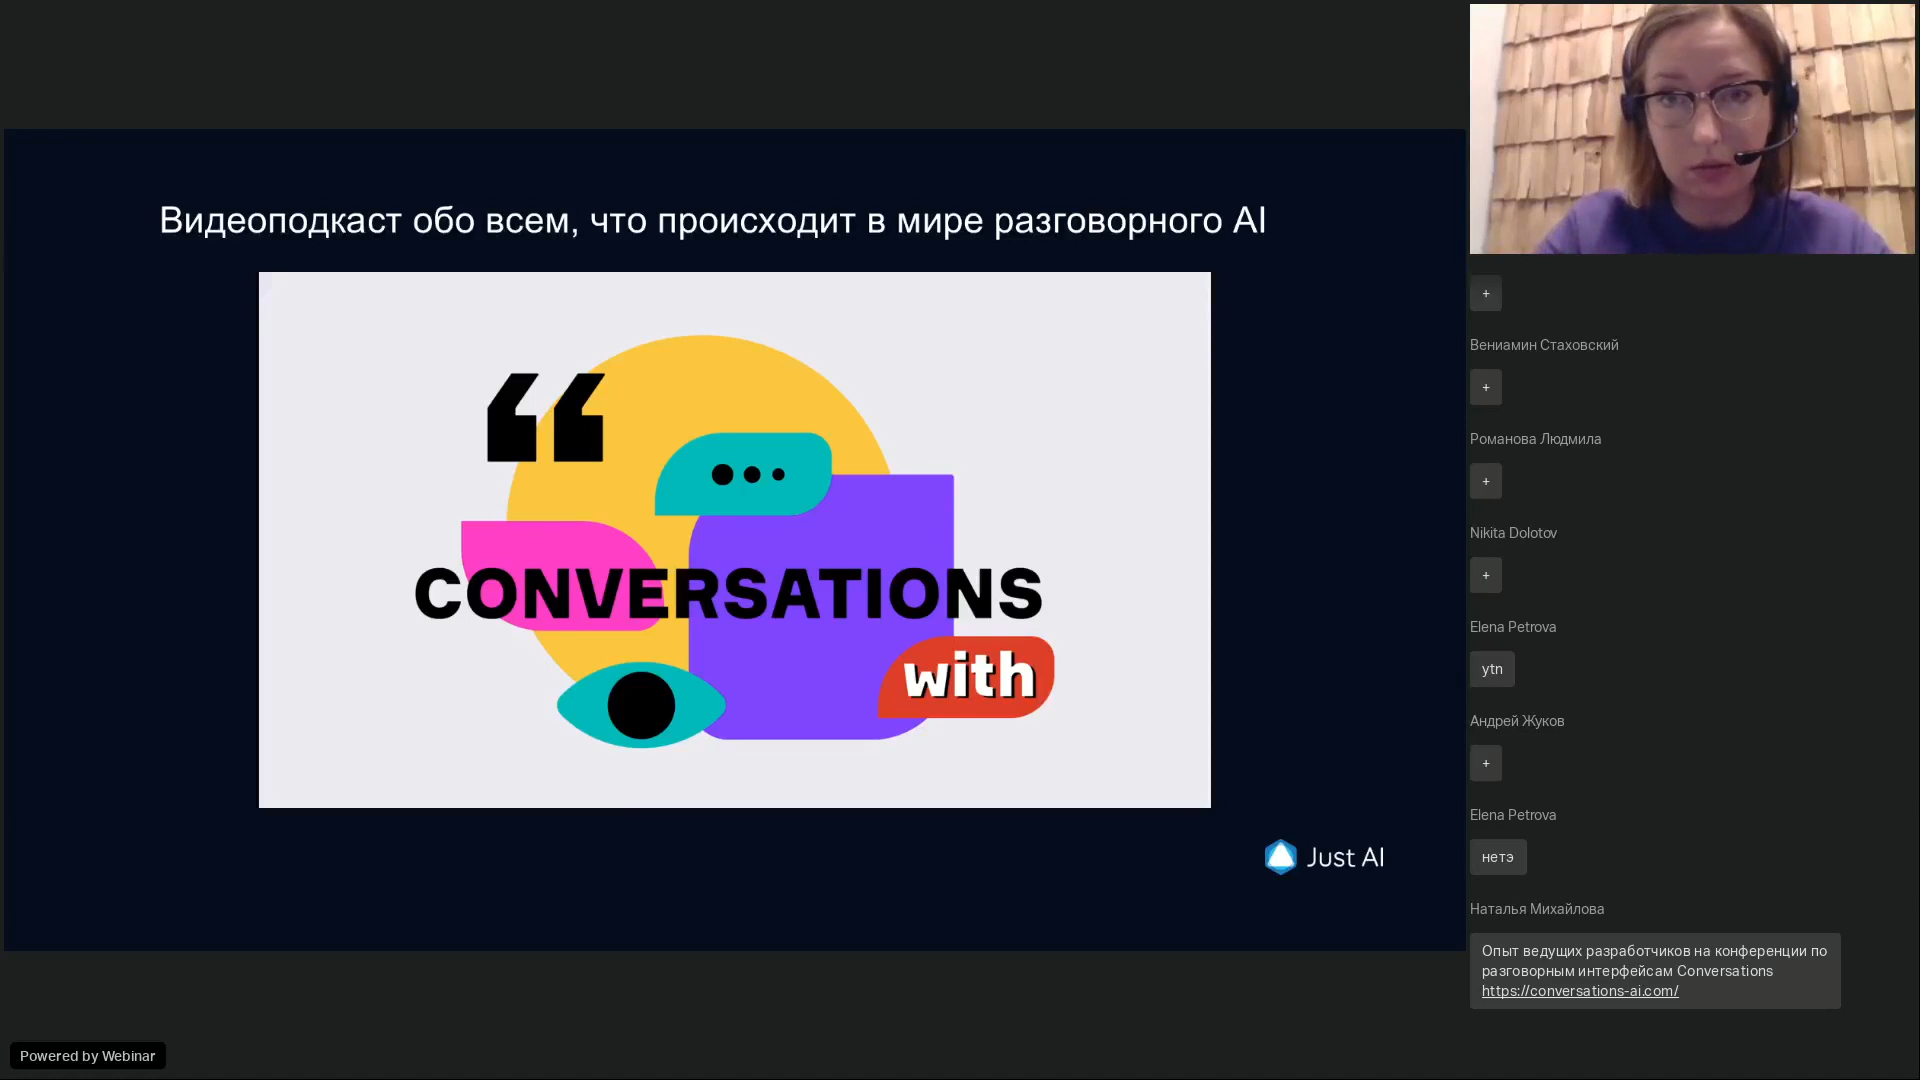 Видеоподкаст обо всем, что происходит в мире разговорного AI
CONVERSATIONS
with
Just AI
+
Вениамин Стаховский
+
Романова Людмила
+
Nikita Dolotov
+
Elena Petrova
ytn
Андрей Жуков
+
Elena Petrova
нетэ
Наталья Михайлова
Опыт ведущих разработчиков на конференции по
разговорным интерфейсам Conversations
https://conversations-ai.com/
Powered by Webinar